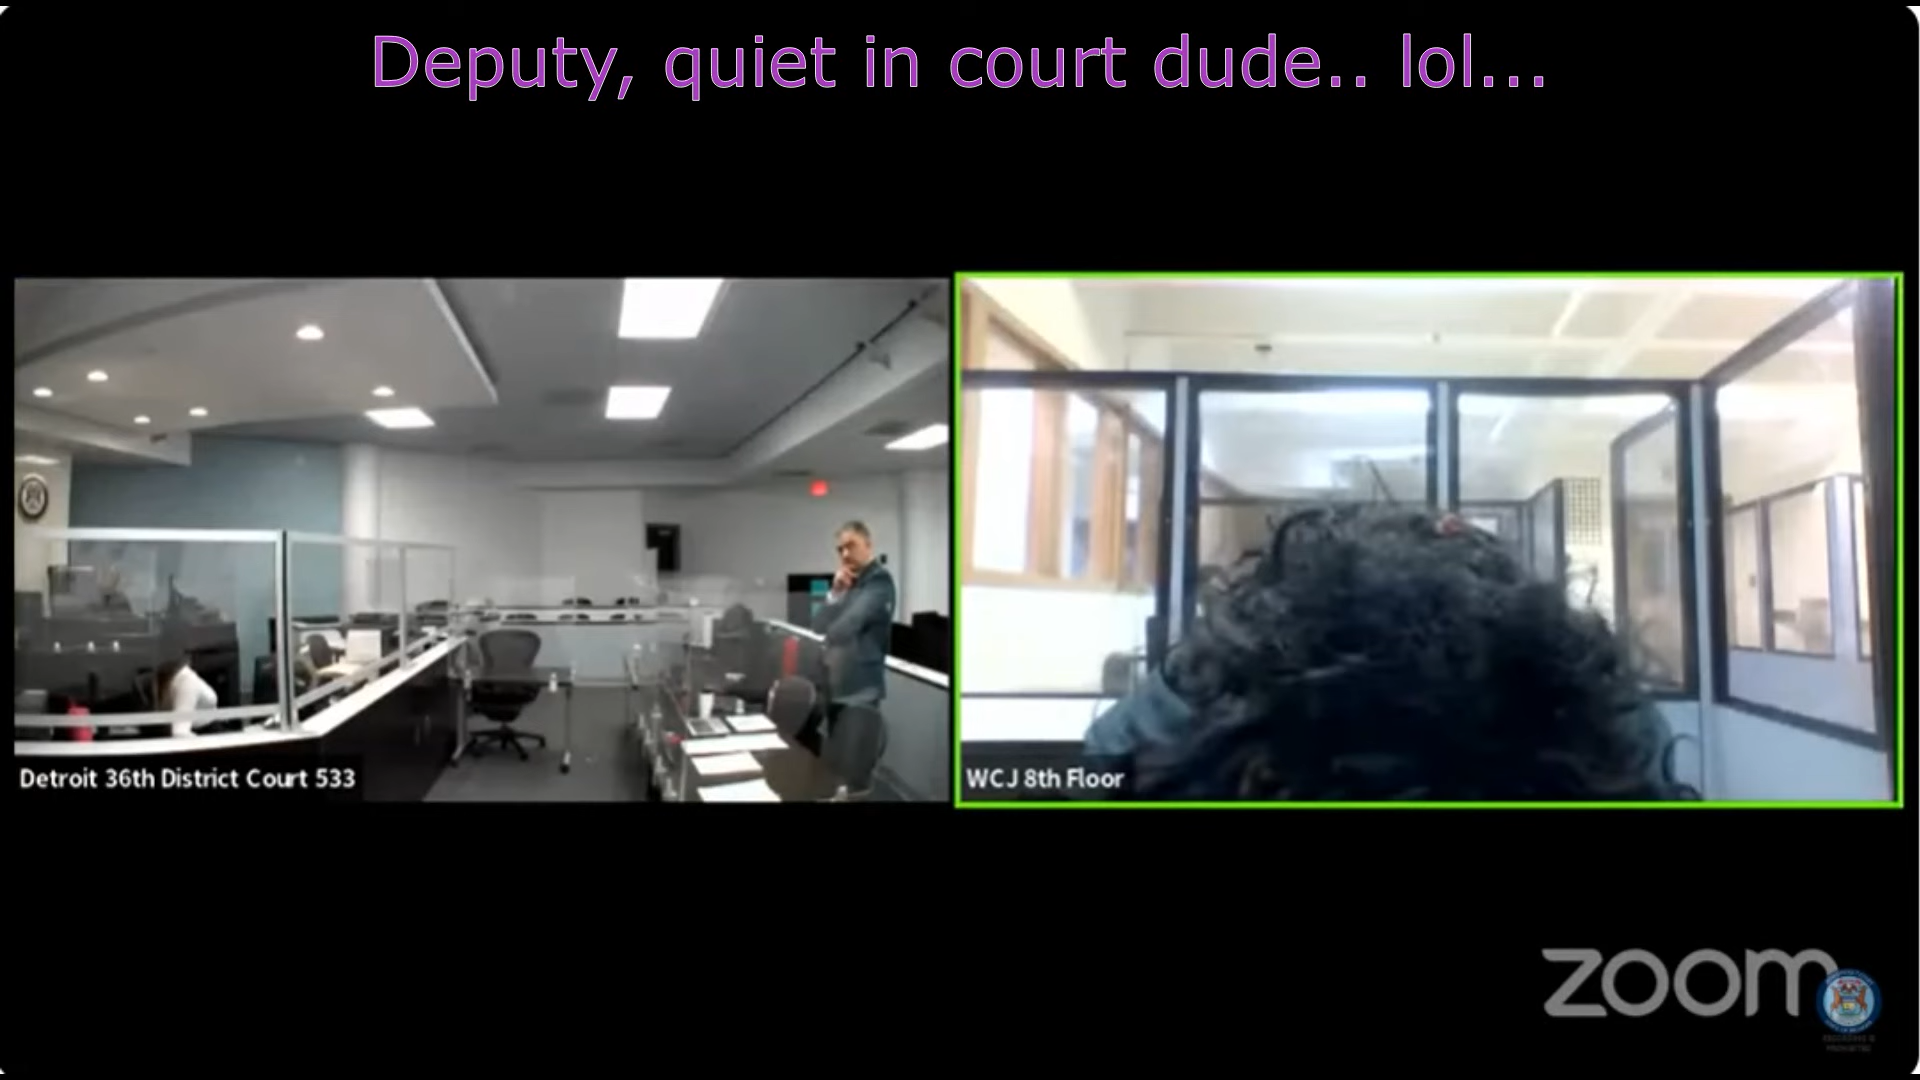 Deputy, quiet in court dude.. lol...
Detroit 36th District Court 533
WCJ 8th Floor
zoom